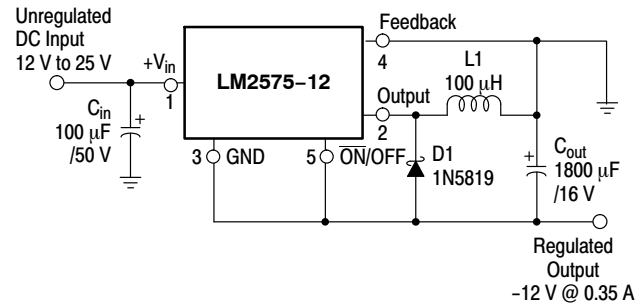 Unregulated
DC Input
12 V to 25 V
+Vin
1
Cin
100 μF
/50 V
+
LM2575−12
Feedback
4
Output
2
L1
100 μH
3
GND
5
O̅N̅/OFF
D1
1N5819
+
Cout
1800 μF
/16 V
Regulated
Output
−12 V @ 0.35 A